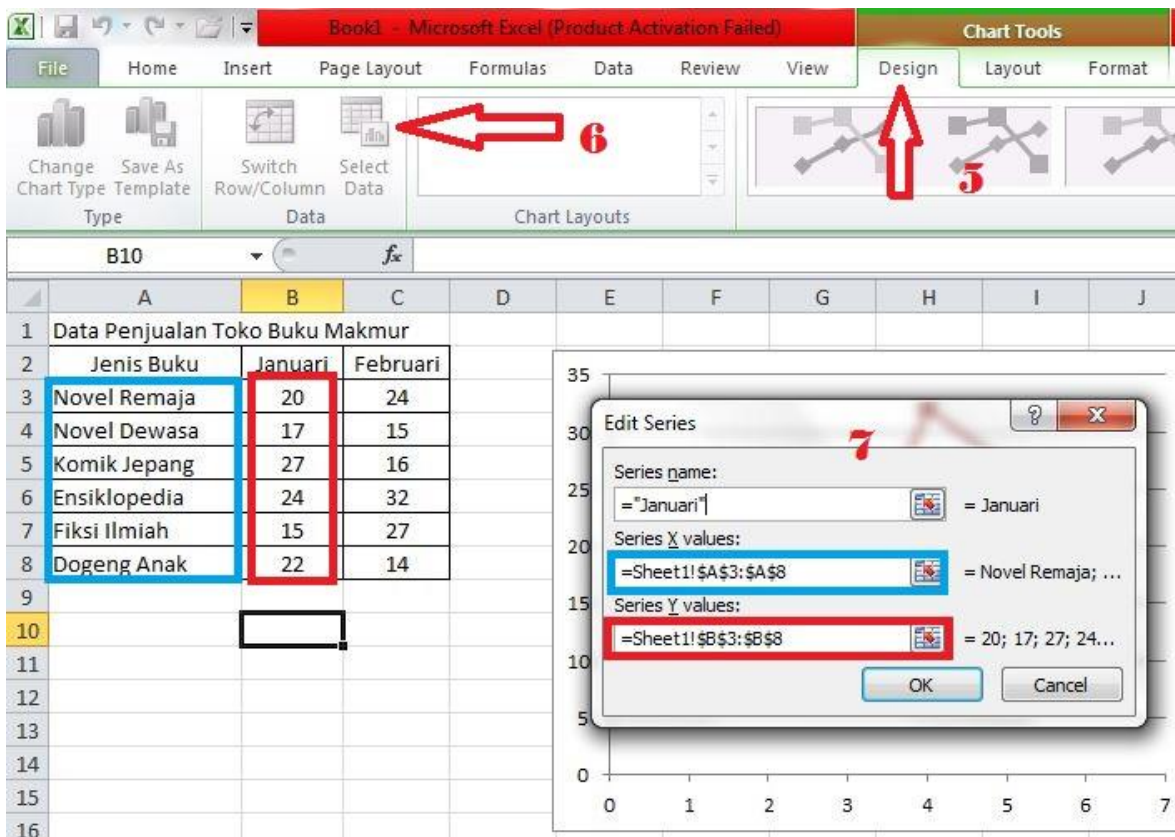 Book1 - Microsoft Excel (Product Activation Failed)
Chart Tools
File Home Insert Page Layout Formulas Data Review View Design Layout Format
Change Chart Type
Save As Template
Switch Row/Column
Select Data
6
5
Type Data Chart Layouts
B10 fx
A B C D E F G H I J
1 Data Penjualan Toko Buku Makmur
2 Jenis Buku Januari Februari
3 Novel Remaja 20 24
4 Novel Dewasa 17 15
5 Komik Jepang 27 16
6 Ensiklopedia 24 32
7 Fiksi Ilmiah 15 27
8 Dogeng Anak 22 14
9
10
11
12
13
14
15
16
35
30
25
20
15
10
5
0
0 1 2 3 4 5 6 7
Edit Series
7
Series name:
="Januari" = Januari
Series X values:
=Sheet1!$A$3:$A$8 = Novel Remaja; ...
Series Y values:
=Sheet1!$B$3:$B$8 = 20; 17; 27; 24...
OK Cancel